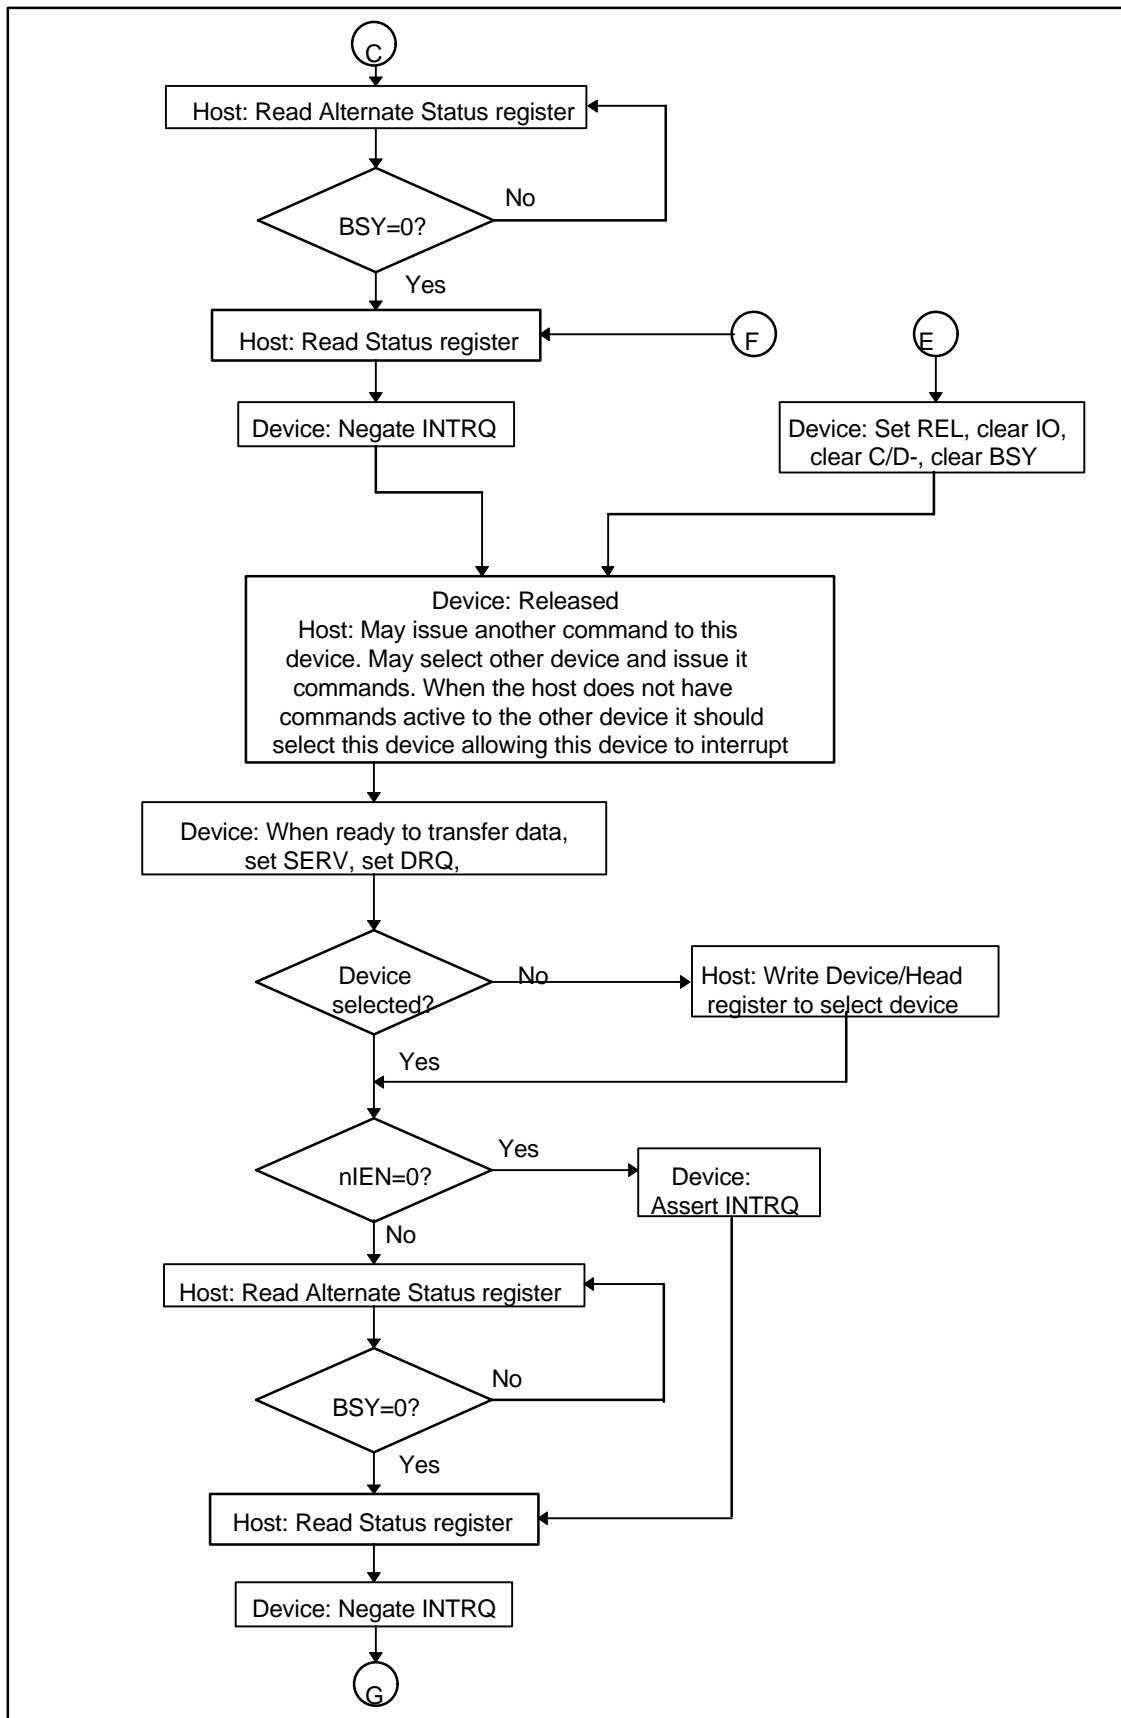 C
Host: Read Alternate Status register
No
BSY=0?
Yes
Host: Read Status register
F
E
Device: Negate INTRQ
Device: Set REL, clear IO,
clear C/D-, clear BSY
Device: Released
Host: May issue another command to this
device. May select other device and issue it
commands. When the host does not have
commands active to the other device it should
select this device allowing this device to interrupt
Device: When ready to transfer data,
set SERV, set DRQ,
Device
selected?
No
Host: Write Device/Head
register to select device
Yes
nIEN=0?
Yes
Device:
Assert INTRQ
No
Host: Read Alternate Status register
No
BSY=0?
Yes
Host: Read Status register
Device: Negate INTRQ
G